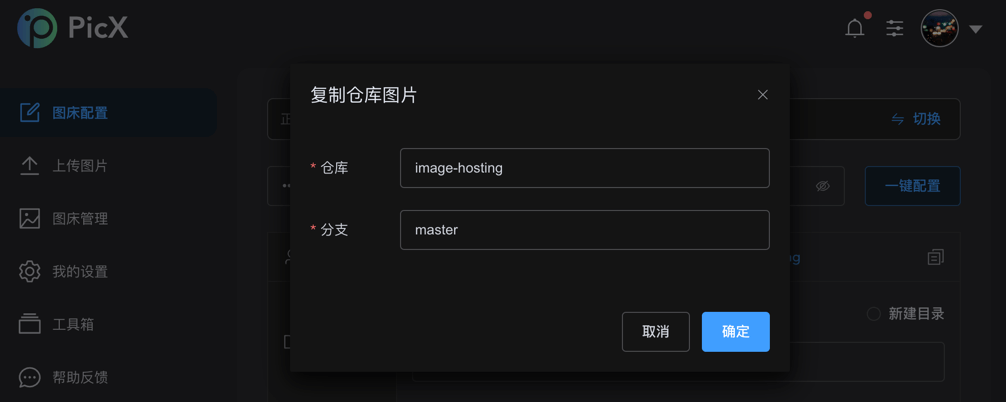 PicX
复制仓库图片
图床配置
切换
上传图片
* 仓库
image-hosting
一键配置
图床管理
* 分支
master
我的设置
新建目录
工具箱
取消
确定
帮助反馈